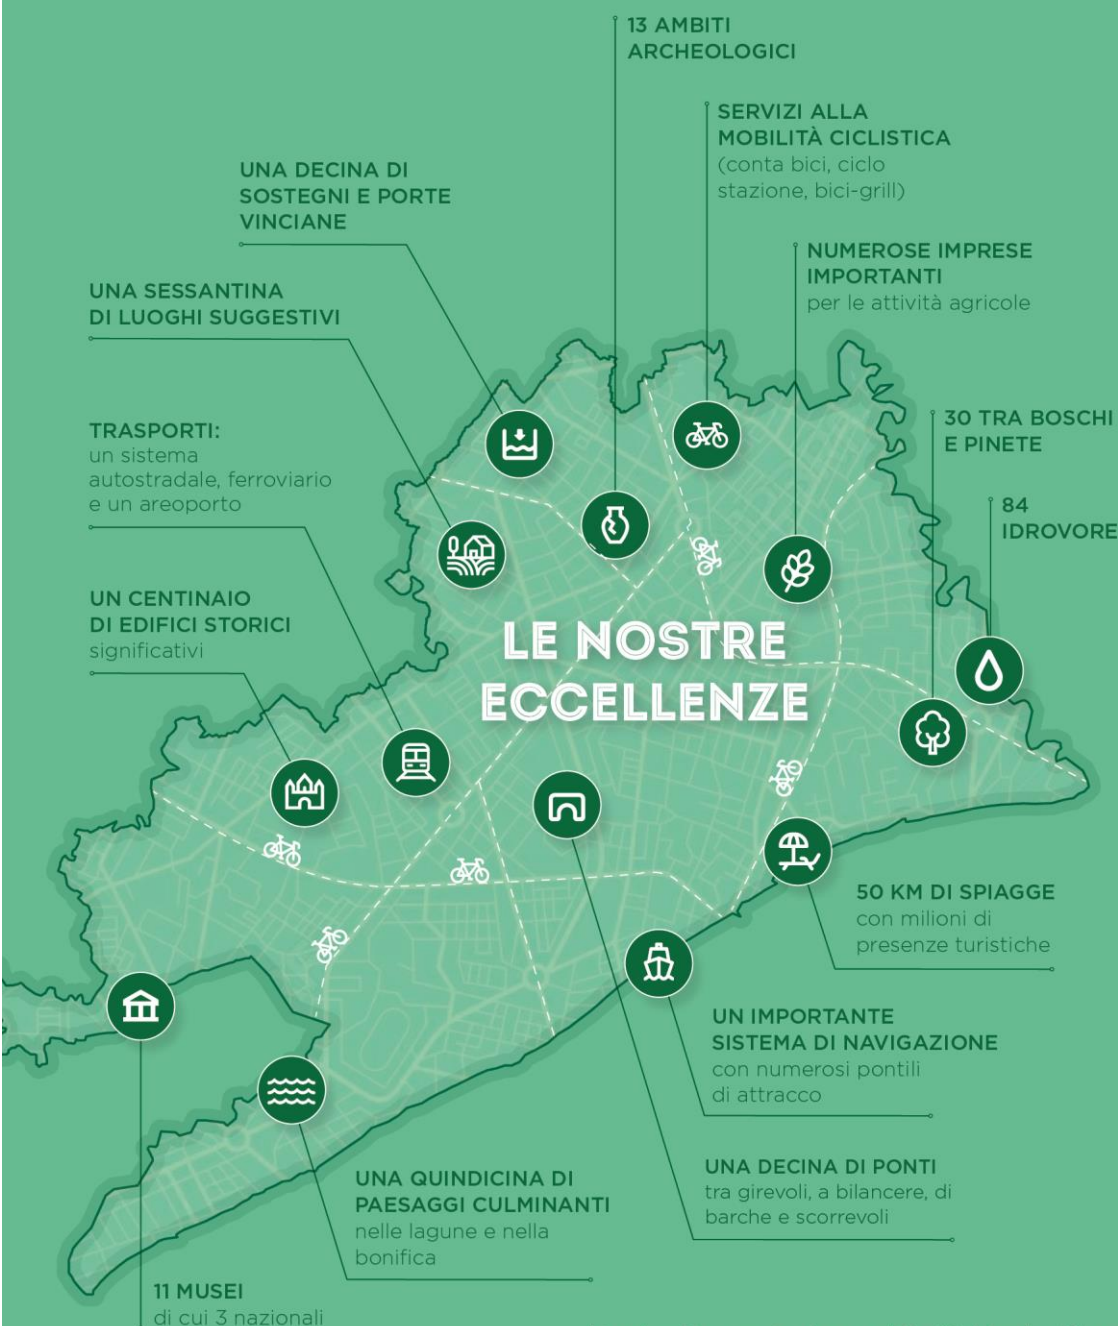 13 AMBITI
ARCHEOLOGICI
SERVIZI ALLA
MOBILITÀ CICLISTICA
(conta bici, ciclo
stazione, bici-grill)
UNA DECINA DI
SOSTEGNI E PORTE
VINCIANE
NUMEROSE IMPRESE
IMPORTANTI
per le attività agricole
UNA SESSANTINA
DI LUOGHI SUGGESTIVI
30 TRA BOSCHI
E PINETE
TRASPORTI:
un sistema
autostradale, ferroviario
e un areoporto
84
IDROVORE
UN CENTINAIO
DI EDIFICI STORICI
significativi
LE NOSTRE
ECCELLENZE
50 KM DI SPIAGGE
con milioni di
presenze turistiche
UN IMPORTANTE
SISTEMA DI NAVIGAZIONE
con numerosi pontili
di attracco
UNA DECINA DI PONTI
tra girevoli, a bilancere, di
barche e scorrevoli
UNA QUINDICINA DI
PAESAGGI CULMINANTI
nelle lagune e nella
bonifica
11 MUSEI
di cui 3 nazionali